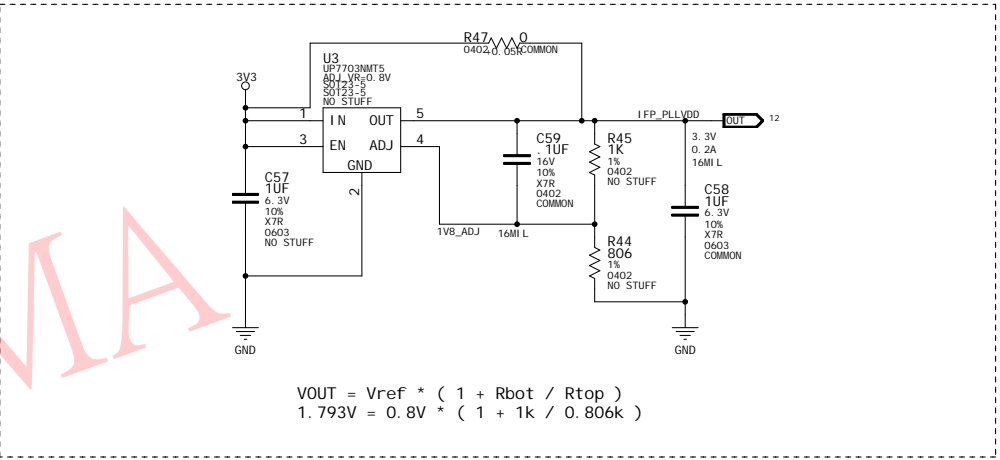 R47 0
0402 +0.05R COMMON
U3
UP7703NMT5
ADJ VR=0.8V
SOT23-5
SOT23-5
NO STUFF
3V3
1 IN OUT 5
3 EN ADJ 4
GND
2
IFP_PLLVDD
OUT 12
3.3V
0.2A
16MIL
C59
.1UF
16V
10%
X7R
0402
COMMON
R45
1K
1%
0402
NO STUFF
C57
1UF
6.3V
10%
X7R
0603
NO STUFF
C58
1UF
6.3V
10%
X7R
0603
COMMON
1V8_ADJ 16MIL
R44
806
1%
0402
NO STUFF
GND
GND
MA
VOUT = Vref * ( 1 + Rbot / Rtop )
1.793V = 0.8V * ( 1 + 1k / 0.806k )